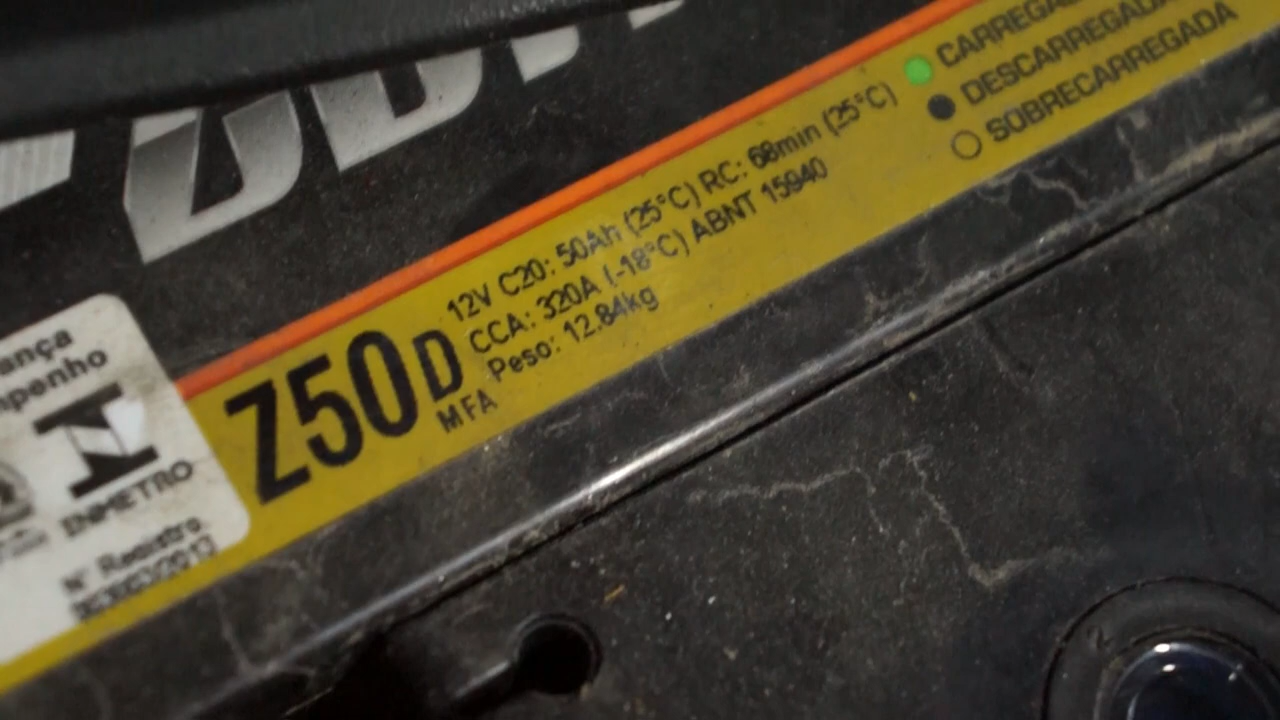 CARREGADA
DESCARREGADA
SOBRECARREGADA
12V C20: 50Ah (25°C) RC: 68min (25°C)
CCA: 320A (-18°C) ABNT 15940
Peso: 12.84kg
Z50D
MFA
ança
mpenho
INMETRO
N° Registro